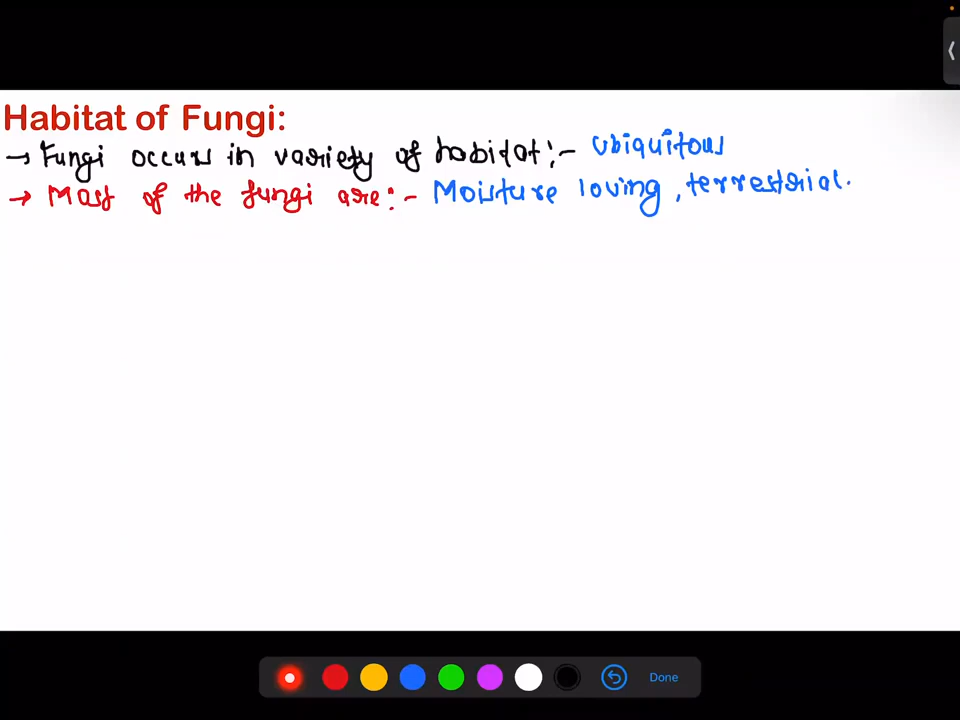 Habitat of Fungi:
→ Fungi occurs in variety of habitat:- ubiquitous
→ Most of the fungi are:- Moisture loving, terrestrial.
Done